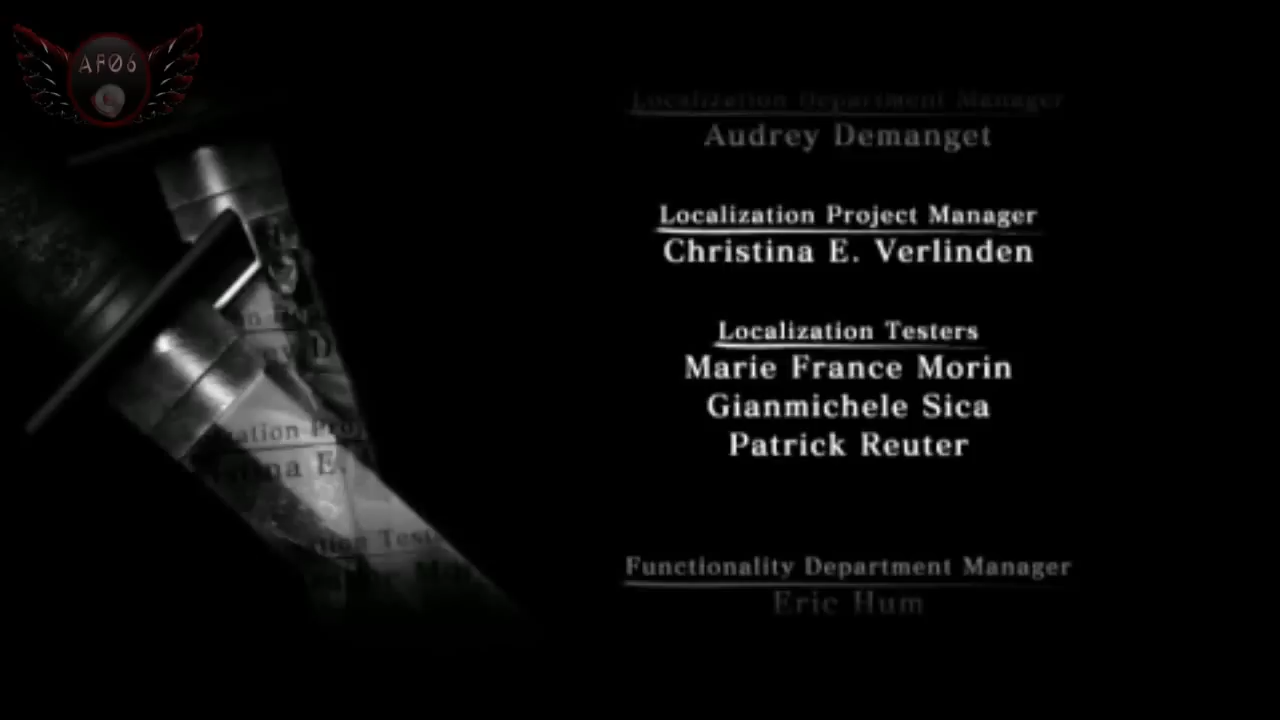 AF06
Localization Department Manager
Audrey Demanget
Localization Project Manager
Christina E. Verlinden
Localization Testers
Marie France Morin
Gianmichele Sica
Patrick Reuter
Functionality Department Manager
Eric Hum